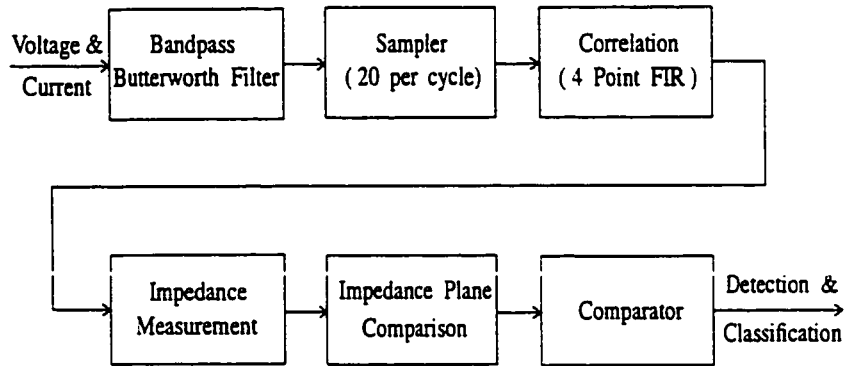 Voltage &
Current
Bandpass
Butterworth Filter
Sampler
( 20 per cycle)
Correlation
( 4 Point FIR )
Impedance
Measurement
Impedance Plane
Comparison
Comparator
Detection &
Classification